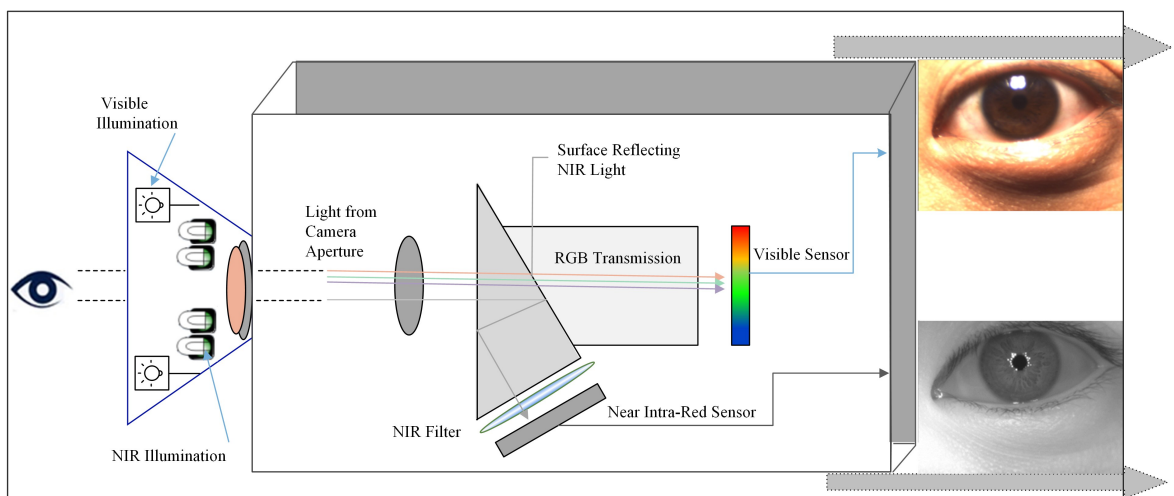 Visible
Illumination
Surface Reflecting
NIR Light
Light from
Camera
Aperture
RGB Transmission
Visible Sensor
NIR Filter
Near Intra-Red Sensor
NIR Illumination